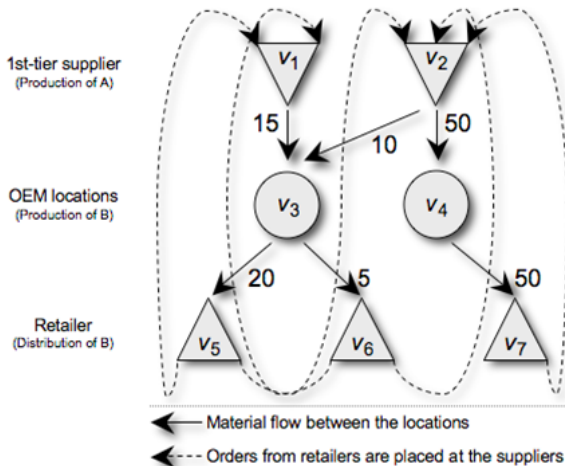 1st-tier supplier
(Production of A)
v1
v2
15
10
50
OEM locations
(Production of B)
v3
v4
20
5
50
Retailer
(Distribution of B)
v5
v6
v7
Material flow between the locations
Orders from retailers are placed at the suppliers